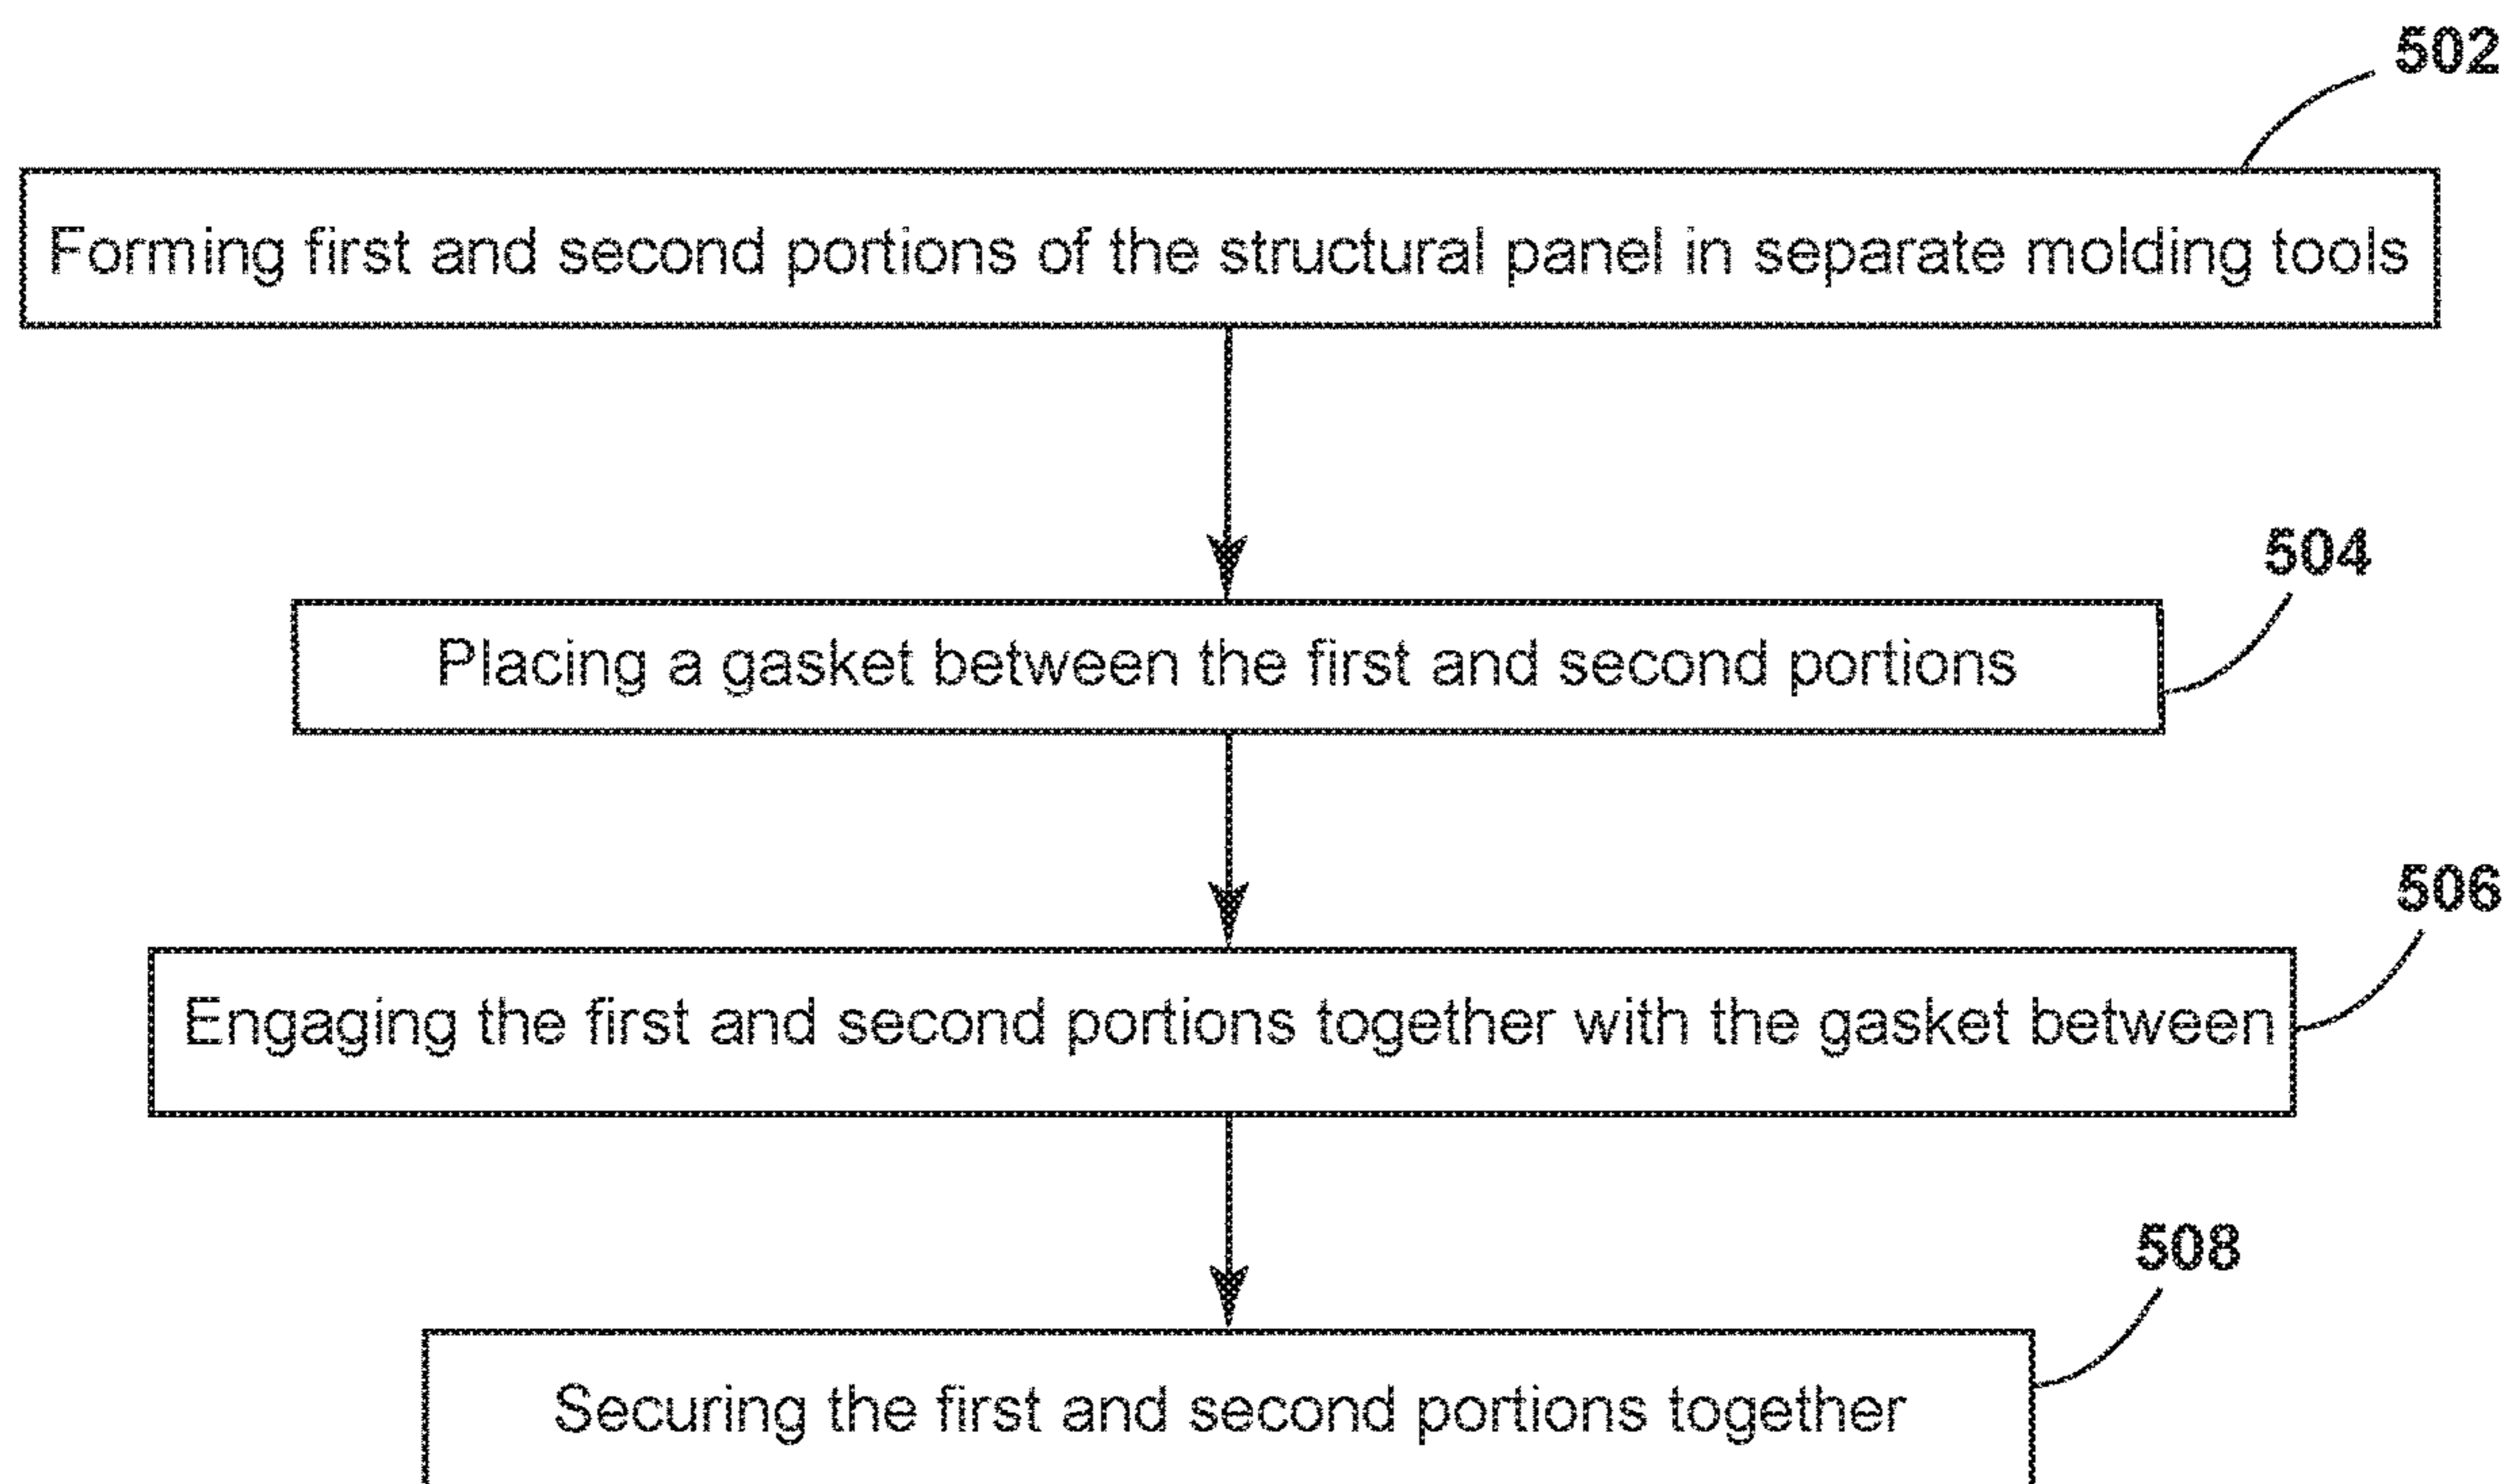 502
Forming first and second portions of the structural panel in separate molding tools
504
Placing a gasket between the first and second portions
506
Engaging the first and second portions together with the gasket between
508
Securing the first and second portions together